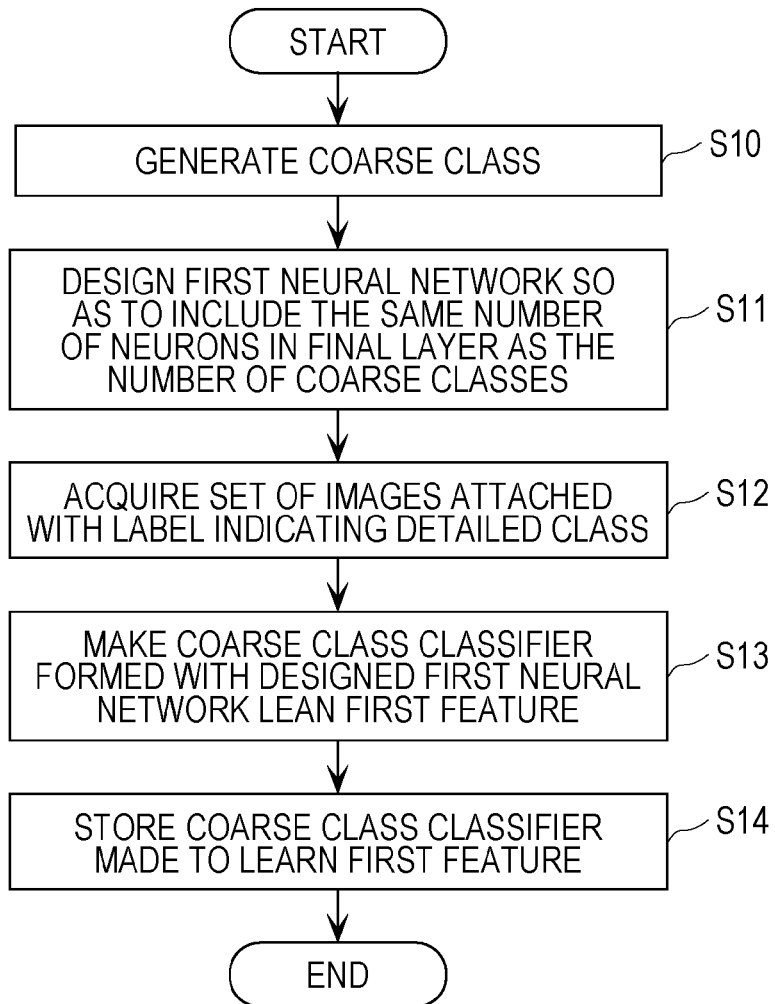 START
GENERATE COARSE CLASS
S10
DESIGN FIRST NEURAL NETWORK SO
AS TO INCLUDE THE SAME NUMBER
OF NEURONS IN FINAL LAYER AS THE
NUMBER OF COARSE CLASSES
S11
ACQUIRE SET OF IMAGES ATTACHED
WITH LABEL INDICATING DETAILED CLASS
S12
MAKE COARSE CLASS CLASSIFIER
FORMED WITH DESIGNED FIRST NEURAL
NETWORK LEAN FIRST FEATURE
S13
STORE COARSE CLASS CLASSIFIER
MADE TO LEARN FIRST FEATURE
S14
END